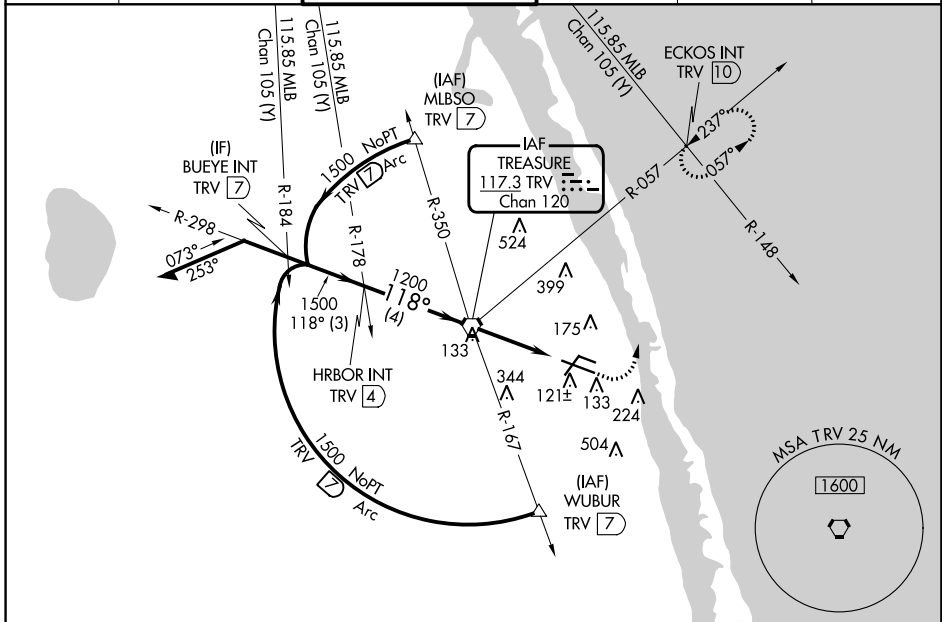 115.85 MLB
Chan 105 (Y)
115.85 MLB
Chan 105 (Y)
115.85 MLB
Chan 105 (Y)
ECKOS INT
TRV 10
(IAF)
MLBSO
TRV 7
IAF
TREASURE
117.3 TRV
Chan 120
(IF)
BUEYE INT
TRV 7
1500 NoPT
TRV 7 Arc
237°
057°
R-057
R-148
R-184
R-178
R-350
R-298
073°
253°
524
399
1500
118° (3)
1200
118°
(4)
175
133
HRBOR INT
TRV 4
344
121±
133
224
R-167
504
1500 NoPT
TRV 7 Arc
(IAF)
WUBUR
TRV 7
MSA TRV 25 NM
1600